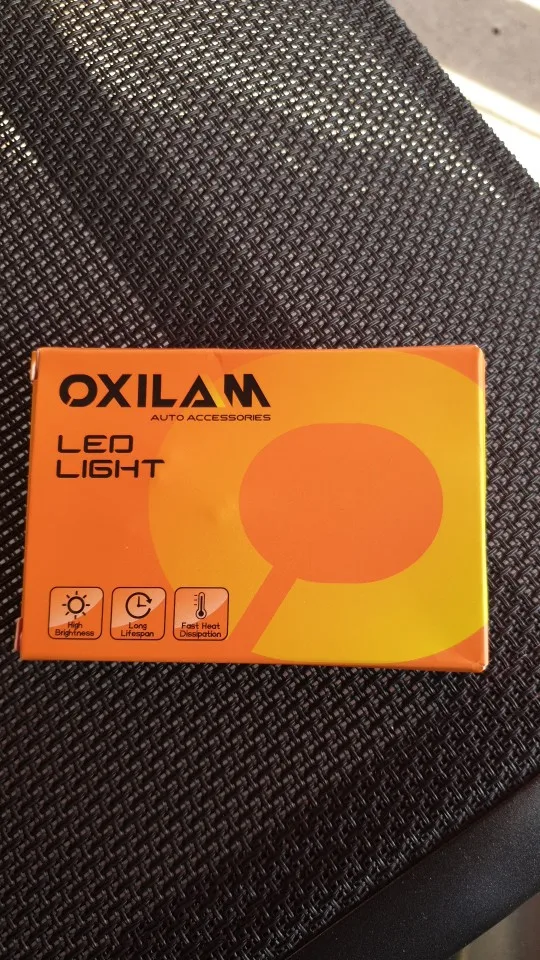 OXILAM
AUTO ACCESSORIES
LED
LIGHT
High
Brightness
Long
Lifespan
Fast Heat
Dissipation